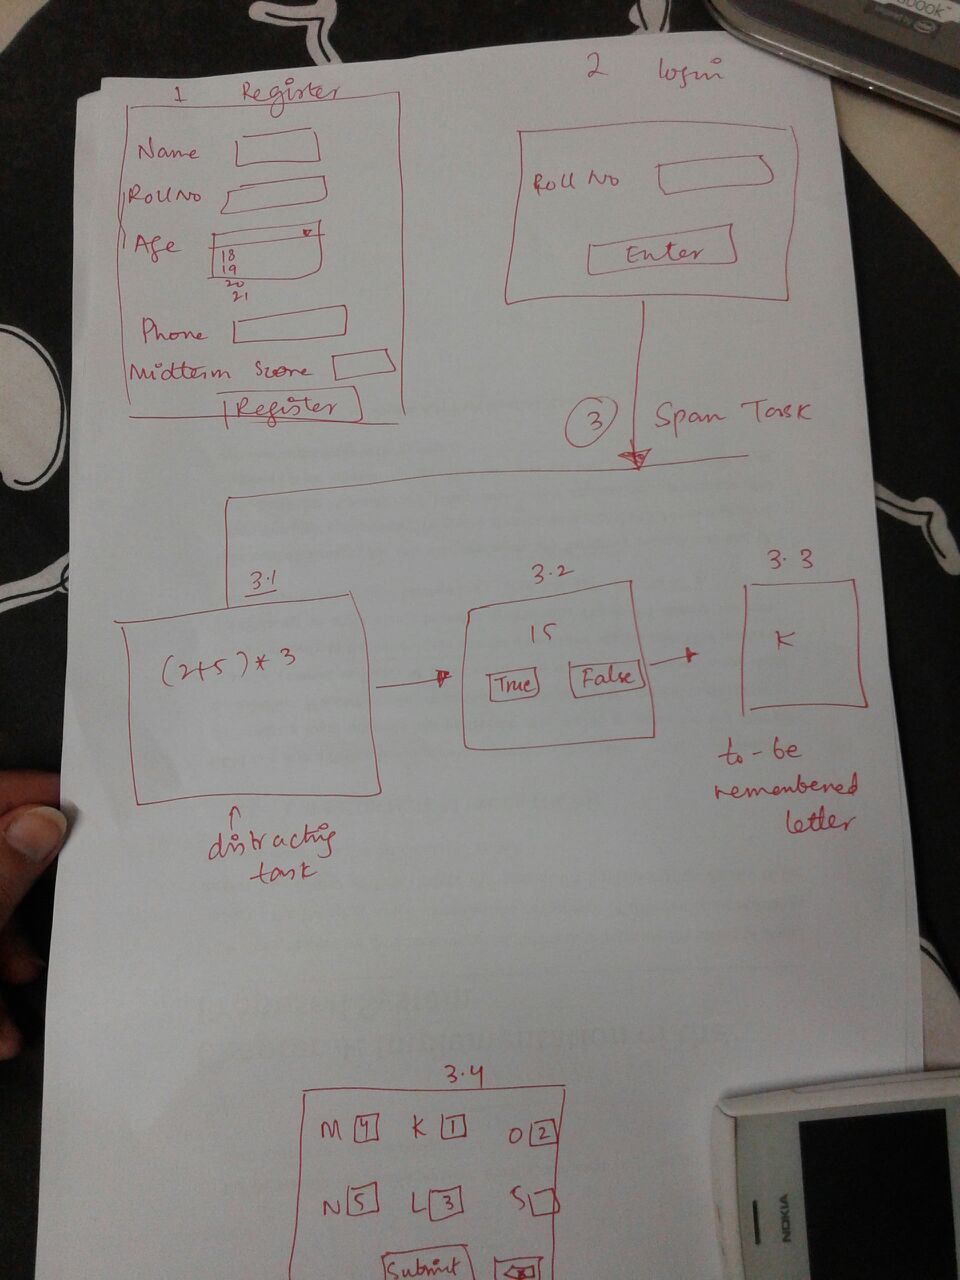 1 Register
Name
Roll No
Age
18
19
20
21
Phone
Midterm Score
Register
2 login
Roll No
Enter
3 Span Task
3.1
(2+5)* 3
distracting
task
3.2
15
True False
3.3
K
to-be
remembered
letter
3.4
M 4 K 1 O 2
N 5 L 3 S
Submit
NOKIA